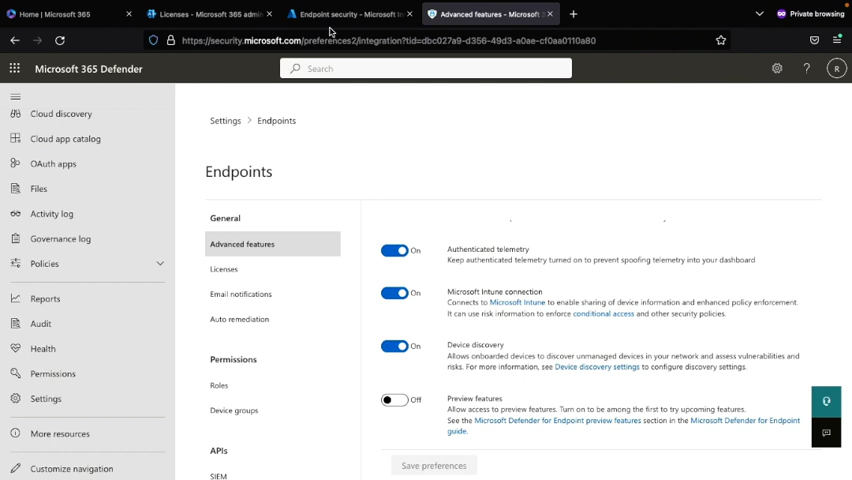 Home | Microsoft 365
Licenses - Microsoft 365 admin
Endpoint security - Microsoft In
Advanced features - Microsoft 3
Private browsing
https://security.microsoft.com/preferences2/integration?tid=dbc027a9-d356-49d3-a0ae-cf0aa0110a80
Microsoft 365 Defender
Search
?
R
Cloud discovery
Cloud app catalog
OAuth apps
Files
Activity log
Governance log
Policies
Reports
Audit
Health
Permissions
Settings
More resources
Customize navigation
Settings > Endpoints
Endpoints
General
Advanced features
Licenses
Email notifications
Auto remediation
Permissions
Roles
Device groups
APIs
SIEM
On
Authenticated telemetry
Keep authenticated telemetry turned on to prevent spoofing telemetry into your dashboard
On
Microsoft Intune connection
Connects to Microsoft Intune to enable sharing of device information and enhanced policy enforcement.
It can use risk information to enforce conditional access and other security policies.
On
Device discovery
Allows onboarded devices to discover unmanaged devices in your network and assess vulnerabilities and
risks. For more information, see Device discovery settings to configure discovery settings.
Off
Preview features
Allow access to preview features. Turn on to be among the first to try upcoming features.
See the Microsoft Defender for Endpoint preview features section in the Microsoft Defender for Endpoint
guide.
Save preferences